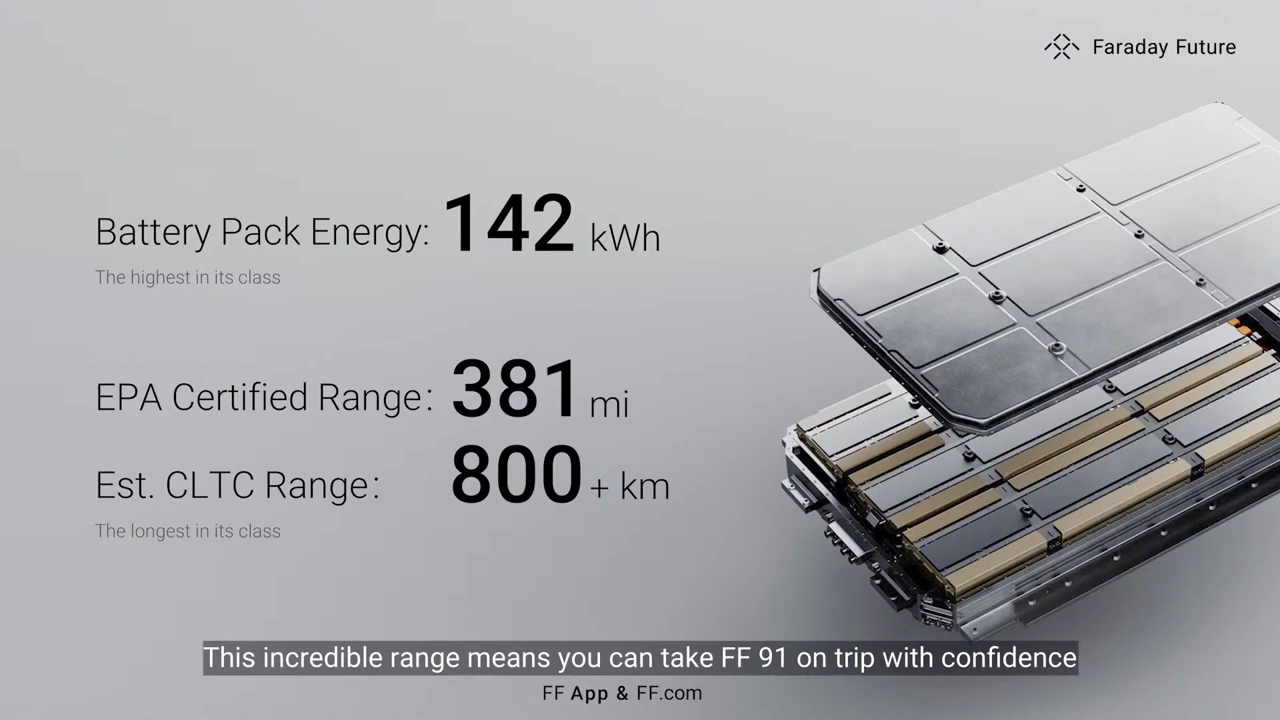 Faraday Future
Battery Pack Energy: 142 kWh
The highest in its class
EPA Certified Range: 381 mi
Est. CLTC Range: 800 + km
The longest in its class
This incredible range means you can take FF 91 on trip with confidence
FF App & FF.com